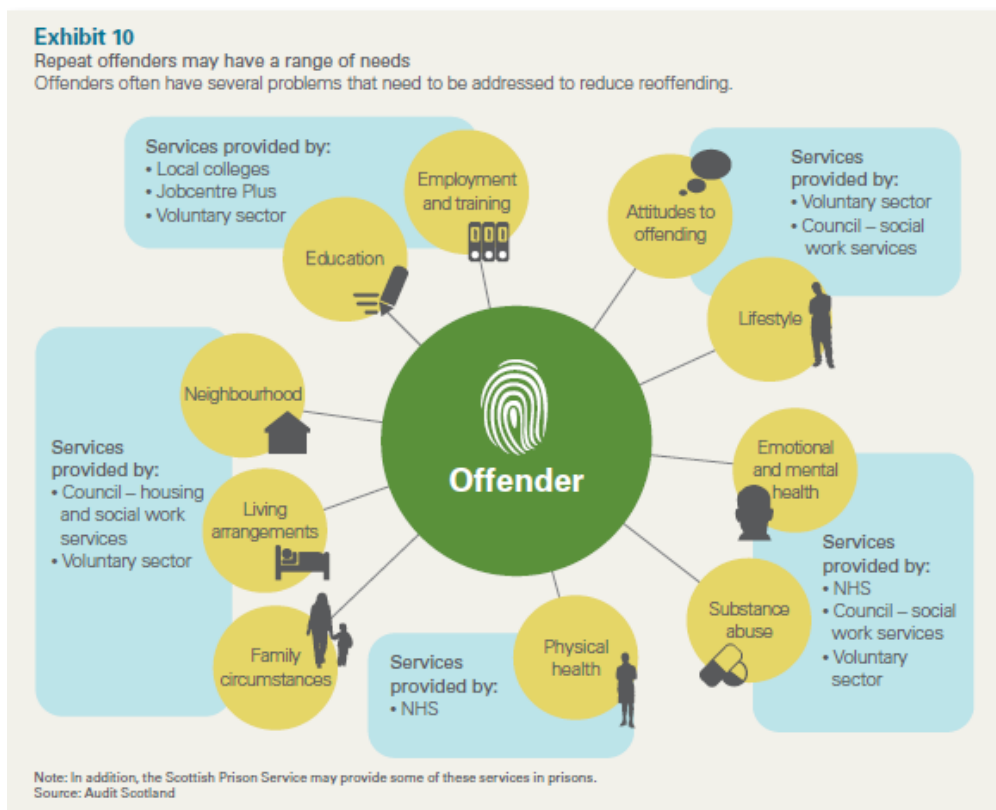 Exhibit 10
Repeat offenders may have a range of needs
Offenders often have several problems that need to be addressed to reduce reoffending.
Services provided by:
• Local colleges
• Jobcentre Plus
• Voluntary sector
Employment
and training
Education
Attitudes to
offending
Services
provided by:
• Voluntary sector
• Council – social
work services
Lifestyle
Neighbourhood
Services
provided by:
• Council – housing
and social work
services
• Voluntary sector
Living
arrangements
Family
circumstances
Offender
Emotional
and mental
health
Services
provided by:
• NHS
• Council – social
work services
• Voluntary
sector
Substance
abuse
Physical
health
Services
provided by:
• NHS
Note: In addition, the Scottish Prison Service may provide some of these services in prisons.
Source: Audit Scotland